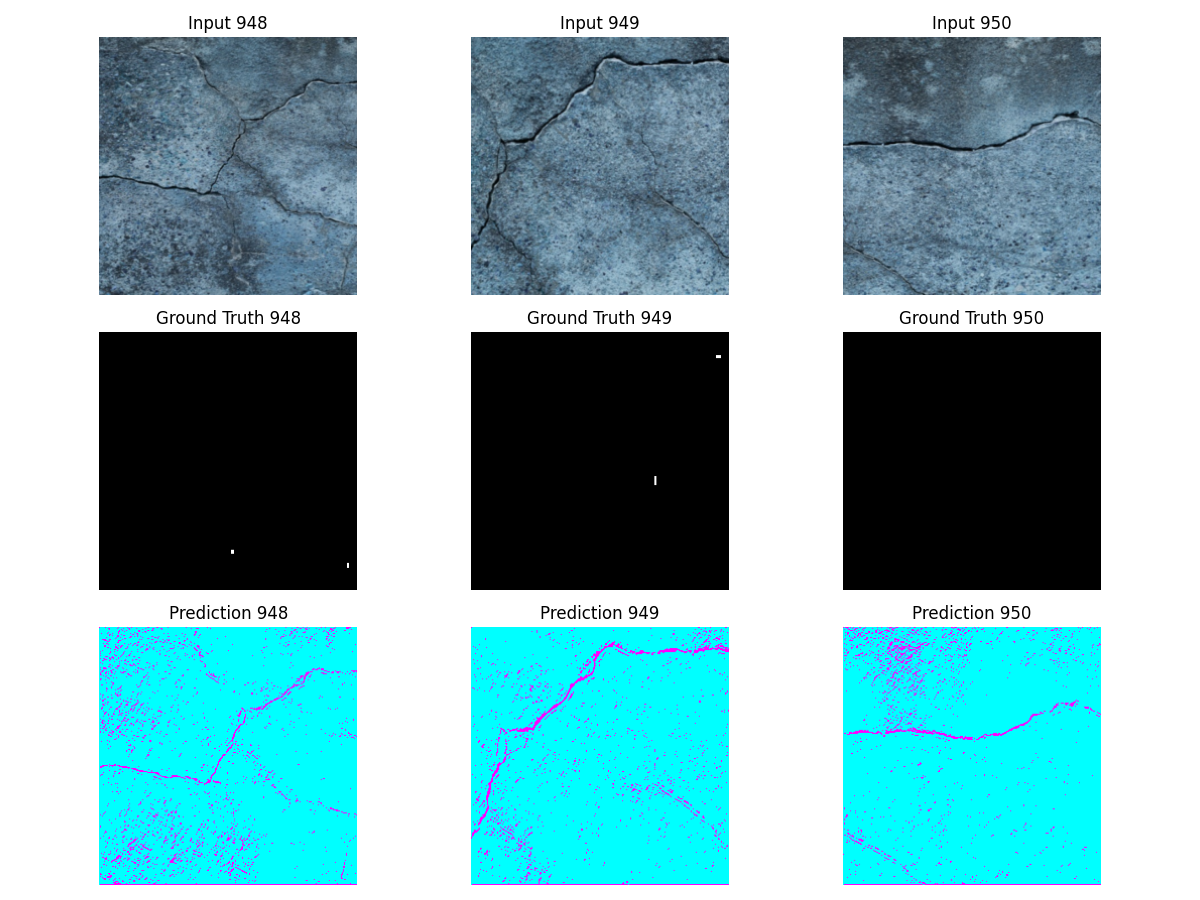 Input 948
Input 949
Input 950
Ground Truth 948
Ground Truth 949
Ground Truth 950
Prediction 948
Prediction 949
Prediction 950